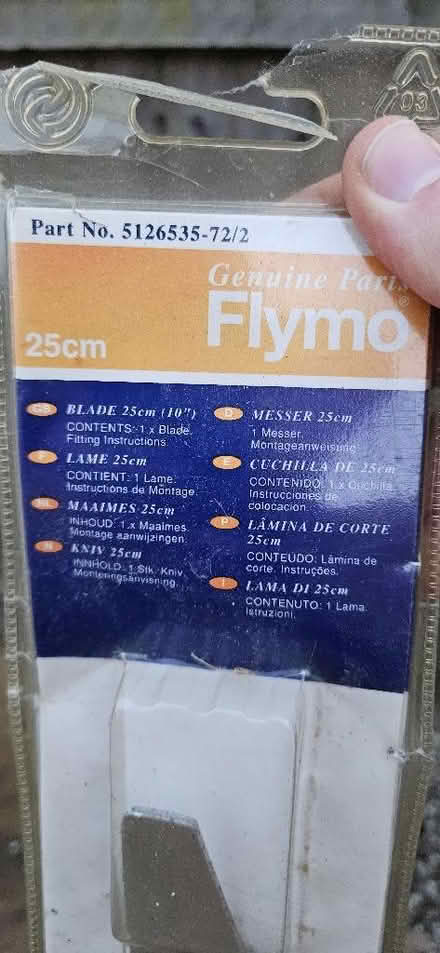 03
Part No. 5126535-72/2
Genuine Parts
Flymo®
25cm
GB BLADE 25cm (10")
CONTENTS: 1 x Blade.
Fitting Instructions.
F LAME 25cm
CONTIENT: 1 Lame.
Instructions de Montage.
NL MAAIMES 25cm
INHOUD: 1 x Maaimes.
Montage aanwijzingen.
N KNIV 25cm
INNHOLD: 1 Stk. Kniv.
Monteringsanvisning.
D MESSER 25cm
1 Messer.
Montageanweisung.
E CUCHILLA DE 25cm
CONTENIDO: 1 x Cuchilla.
Instrucciones de
colocacion.
P LÂMINA DE CORTE
25cm
CONTEUDO: Lâmina de
corte. Instruções.
I LAMA DI 25cm
CONTENUTO: 1 Lama.
Istruzioni.